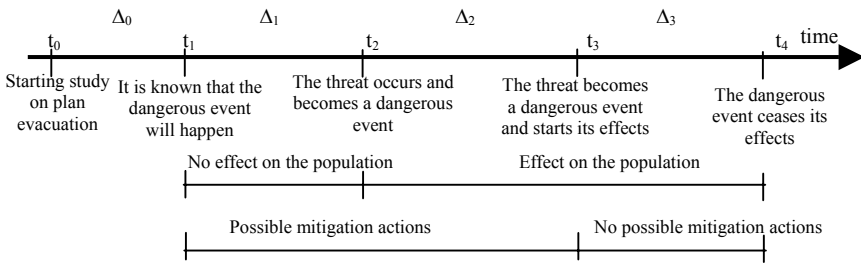 Δ0 Δ1 Δ2 Δ3
t0 t1 t2 t3 t4 time
Starting study
on plan
evacuation
It is known that the
dangerous event
will happen
The threat occurs and
becomes a dangerous
event
The threat becomes
a dangerous event
and starts its effects
The dangerous
event ceases its
effects
No effect on the population Effect on the population
Possible mitigation actions No possible mitigation actions